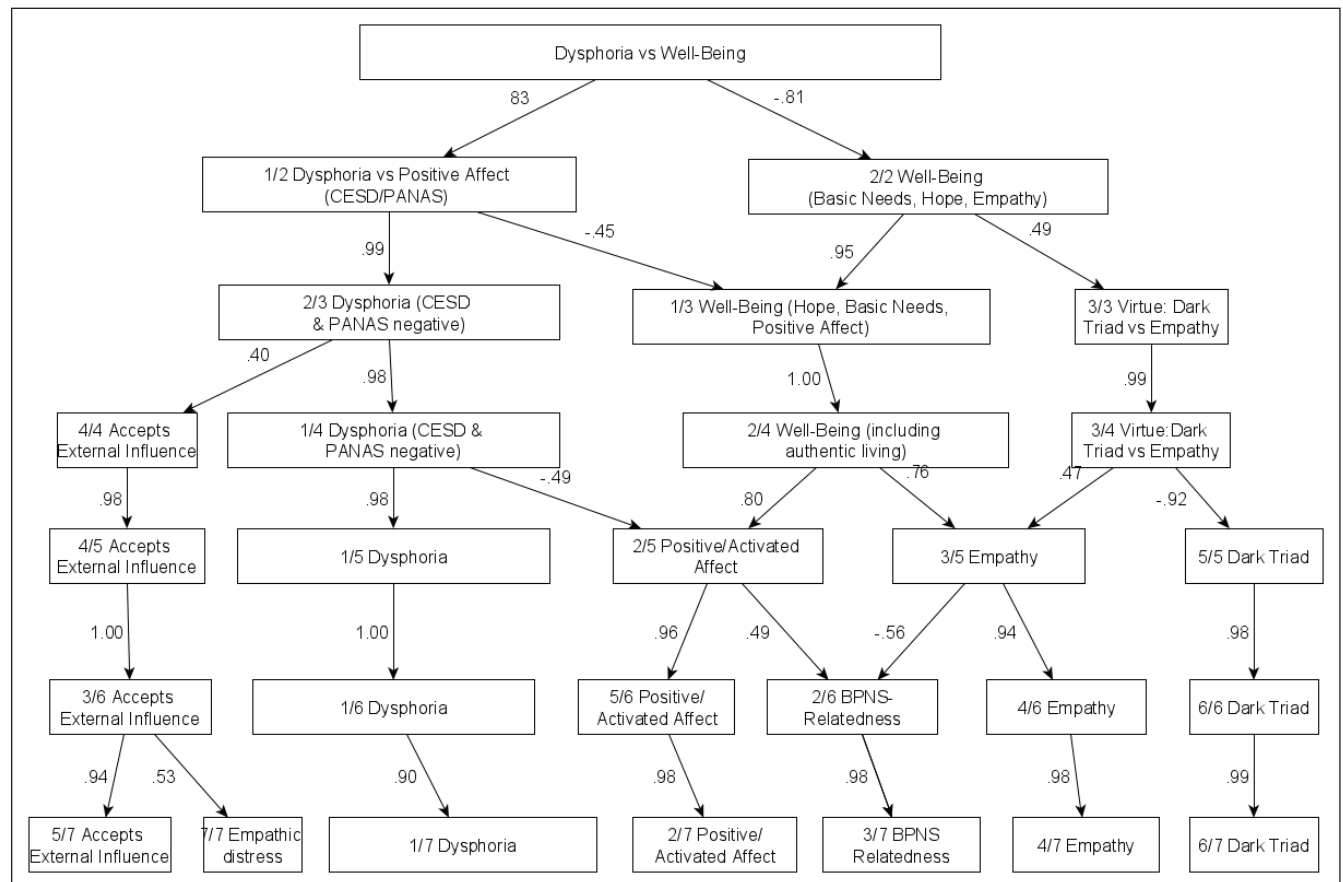 Dysphoria vs Well-Being
83
-.81
1/2 Dysphoria vs Positive Affect
(CESD/PANAS)
2/2 Well-Being
(Basic Needs, Hope, Empathy)
.99
-.45
.95
.49
2/3 Dysphoria (CESD
& PANAS negative)
1/3 Well-Being (Hope, Basic Needs,
Positive Affect)
3/3 Virtue: Dark
Triad vs Empathy
.40
.98
1.00
.99
4/4 Accepts
External Influence
1/4 Dysphoria (CESD &
PANAS negative)
2/4 Well-Being (including
authentic living)
3/4 Virtue:Dark
Triad vs Empathy
.98
.98
-.49
.80
.76
.47
-.92
4/5 Accepts
External Influence
1/5 Dysphoria
2/5 Positive/Activated
Affect
3/5 Empathy
5/5 Dark Triad
1.00
1.00
.96
.49
-.56
.94
.98
3/6 Accepts
External Influence
1/6 Dysphoria
5/6 Positive/
Activated Affect
2/6 BPNS-
Relatedness
4/6 Empathy
6/6 Dark Triad
.94
.53
.90
.98
.98
.98
.99
5/7 Accepts
External Influence
7/7 Empathic
distress
1/7 Dysphoria
2/7 Positive/
Activated Affect
3/7 BPNS
Relatedness
4/7 Empathy
6/7 Dark Triad